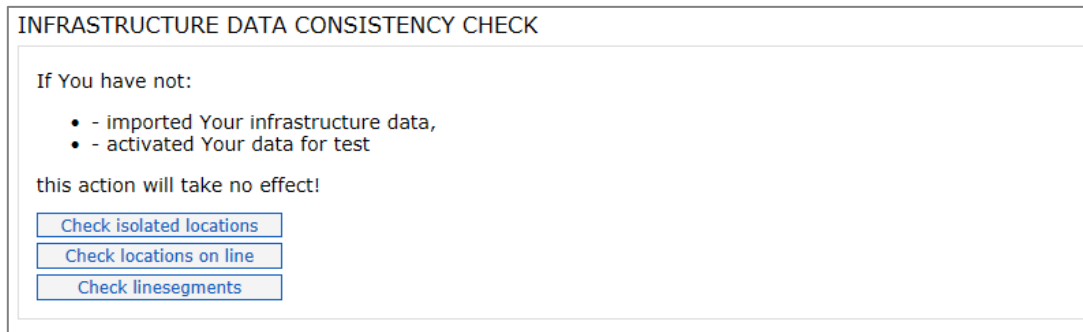 INFRASTRUCTURE DATA CONSISTENCY CHECK
If You have not:
• - imported Your infrastructure data,
• - activated Your data for test
this action will take no effect!
Check isolated locations
Check locations on line
Check linesegments